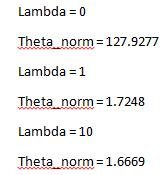 Lambda = 0
Theta_norm = 127.9277
Lambda = 1
Theta_norm = 1.7248
Lambda = 10
Theta_norm = 1.6669